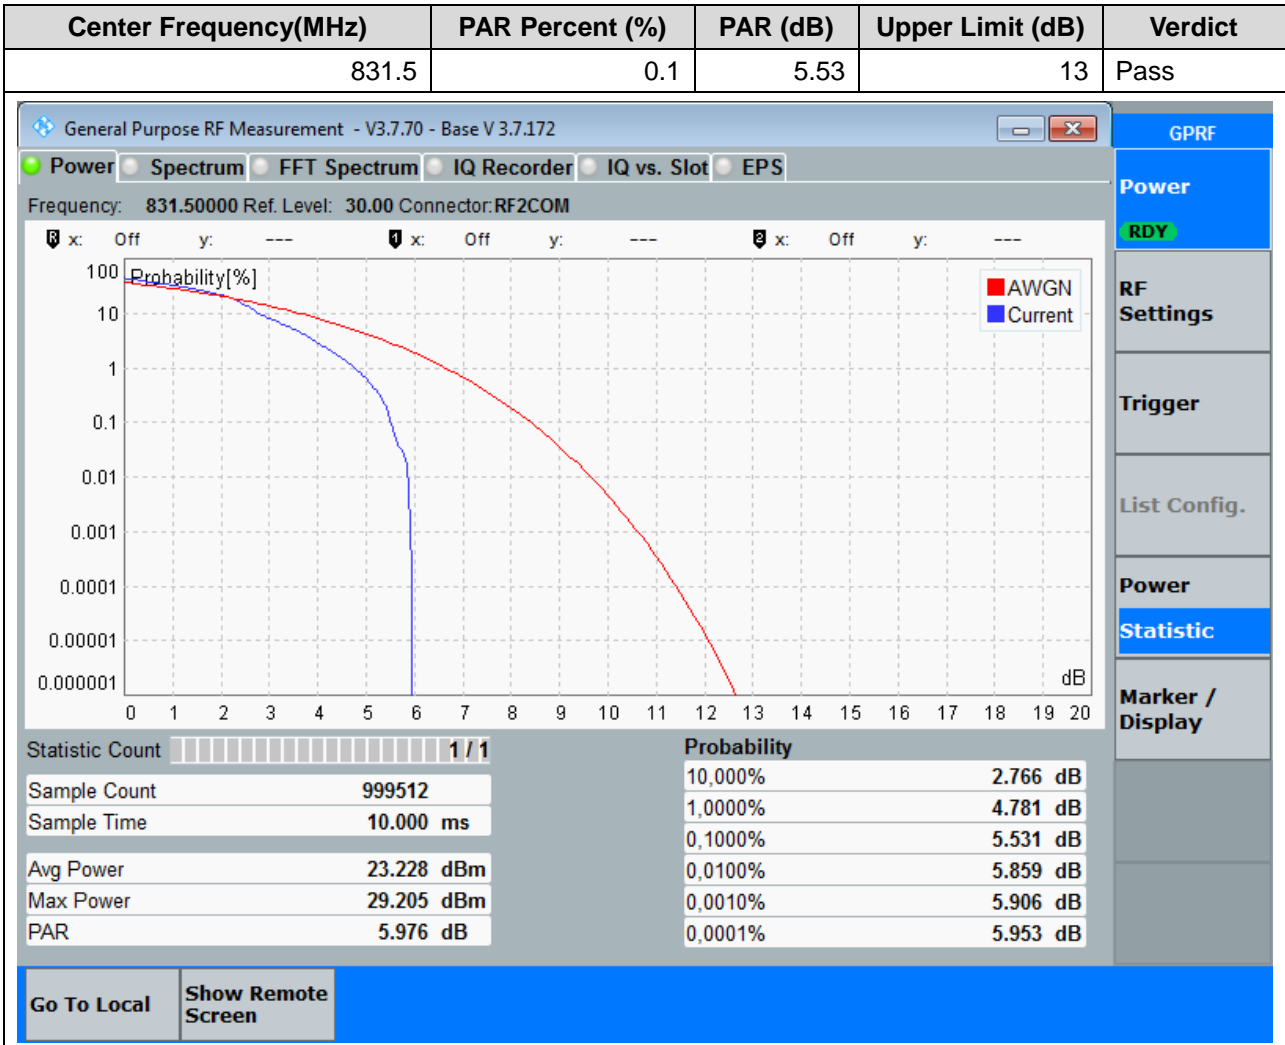 Center Frequency(MHz) PAR Percent (%) PAR (dB) Upper Limit (dB) Verdict
831.5 0.1 5.53 13 Pass
General Purpose RF Measurement - V3.7.70 - Base V 3.7.172
GPRF
Power Spectrum FFT Spectrum IQ Recorder IQ vs. Slot EPS
Power
RDY
Frequency: 831.50000 Ref. Level: 30.00 Connector:RF2COM
R x: Off y: --- 1 x: Off y: --- 2 x: Off y: ---
Probability[%]
AWGN
Current
100
10
1
0.1
0.01
0.001
0.0001
0.00001
0.000001
dB
0 1 2 3 4 5 6 7 8 9 10 11 12 13 14 15 16 17 18 19 20
RF
Settings
Trigger
List Config.
Power
Statistic
Marker /
Display
Statistic Count 1 / 1
Sample Count 999512
Sample Time 10.000 ms
Avg Power 23.228 dBm
Max Power 29.205 dBm
PAR 5.976 dB
Probability
10,000% 2.766 dB
1,0000% 4.781 dB
0,1000% 5.531 dB
0,0100% 5.859 dB
0,0010% 5.906 dB
0,0001% 5.953 dB
Go To Local
Show Remote
Screen